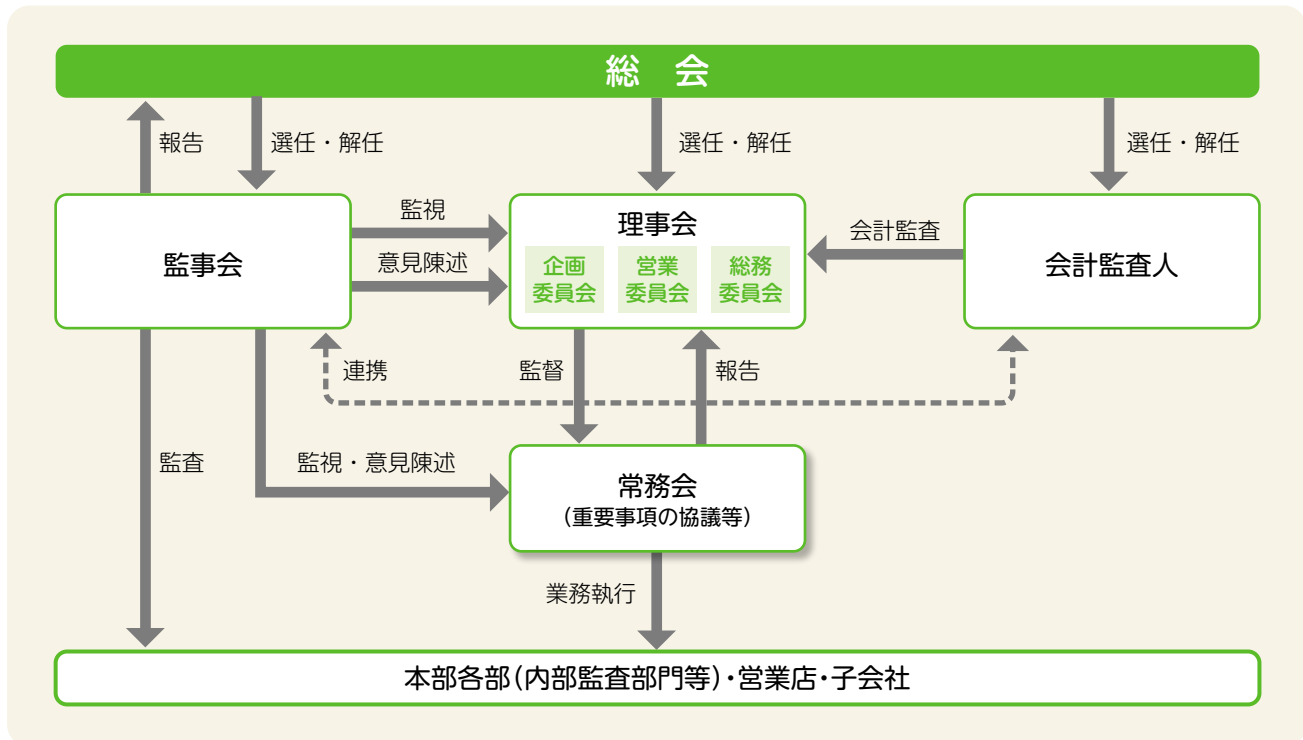 総　会
報告
選任・解任
選任・解任
選任・解任
監事会
監視
意見陳述
理事会
企画
委員会
営業
委員会
総務
委員会
会計監査
会計監査人
連携
監督
報告
監査
監視・意見陳述
常務会
（重要事項の協議等）
業務執行
本部各部（内部監査部門等）・営業店・子会社